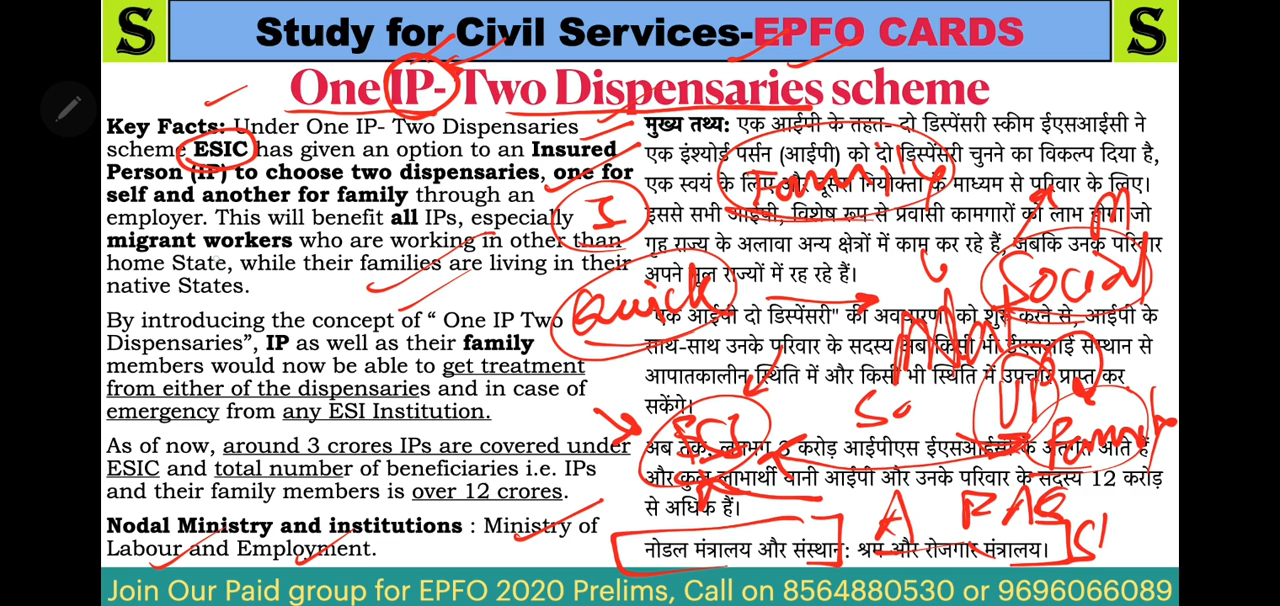 S
Study for Civil Services-EPFO CARDS
S
One IP- Two Dispensaries scheme
Key Facts: Under One IP- Two Dispensaries
scheme ESIC has given an option to an Insured
Person (IP) to choose two dispensaries, one for
self and another for family through an
employer. This will benefit all IPs, especially
migrant workers who are working in other than
home State, while their families are living in their
native States.
By introducing the concept of “ One IP Two
Dispensaries”, IP as well as their family
members would now be able to get treatment
from either of the dispensaries and in case of
emergency from any ESI Institution.
As of now, around 3 crores IPs are covered under
ESIC and total number of beneficiaries i.e. IPs
and their family members is over 12 crores.
Nodal Ministry and institutions : Ministry of
Labour and Employment.
मुख्य तथ्य: एक आईपी के तहत- दो डिस्पेंसरी स्कीम ईएसआईसी ने
एक इंश्योर्ड पर्सन (आईपी) को दो डिस्पेंसरी चुनने का विकल्प दिया है,
एक स्वयं के लिए और दूसरा नियोक्ता के माध्यम से परिवार के लिए।
इससे सभी आईपी, विशेष रूप से प्रवासी कामगारों को लाभ होगा जो
गृह राज्य के अलावा अन्य क्षेत्रों में काम कर रहे हैं, जबकि उनके परिवार
अपने मूल राज्यों में रह रहे हैं।
"एक आईपी दो डिस्पेंसरी" की अवधारणा को शुरू करने से, आईपी के
साथ-साथ उनके परिवार के सदस्य अब किसी भी ईएसआई संस्थान से
आपातकालीन स्थिति में और किसी भी स्थिति में उपचार प्राप्त कर
सकेंगे।
अब तक, लगभग 3 करोड़ आईपीएस ईएसआईसी के अंतर्गत आते हैं
और कुल लाभार्थी यानी आईपी और उनके परिवार के सदस्य 12 करोड़
से अधिक हैं।
नोडल मंत्रालय और संस्थान: श्रम और रोजगार मंत्रालय।
Family
I
Quick
Social
UP
ESI
Family
Join Our Paid group for EPFO 2020 Prelims, Call on 8564880530 or 9696066089